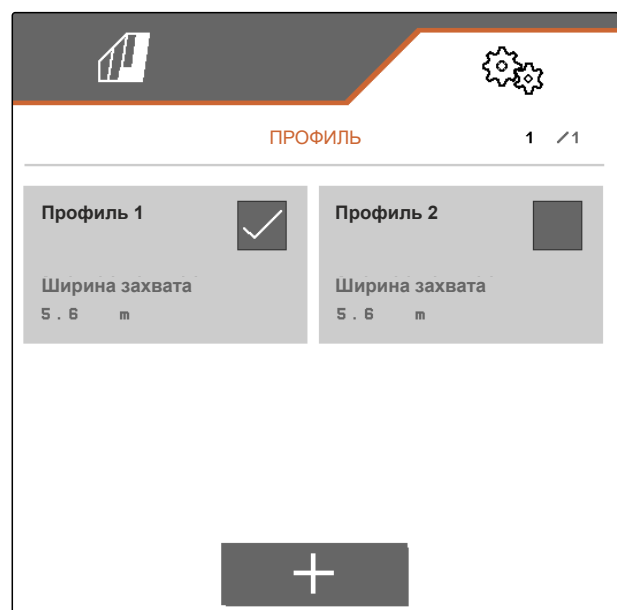 ПРОФИЛЬ 1 /1
Профиль 1 Профиль 2
Ширина захвата Ширина захвата
5.6 m 5.6 m